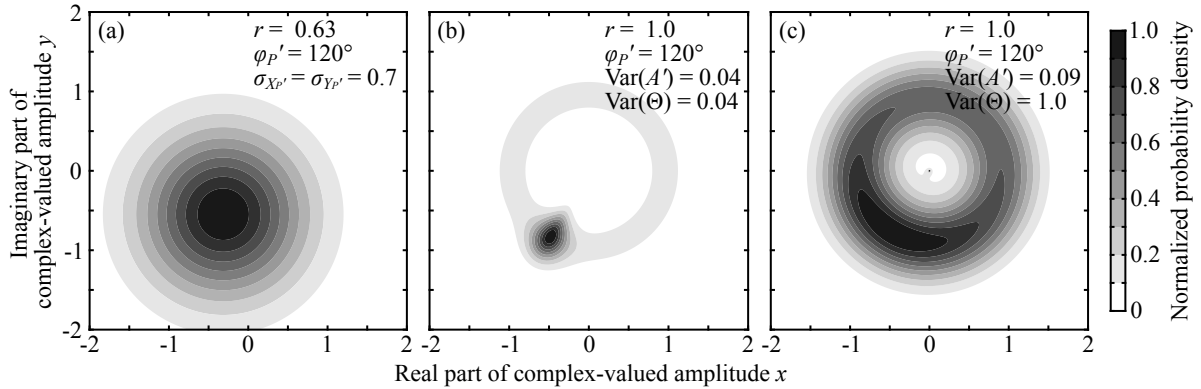 (a)
r = 0.63
φP' = 120°
σXP' = σYP' = 0.7
(b)
r = 1.0
φP' = 120°
Var(A') = 0.04
Var(Θ) = 0.04
(c)
r = 1.0
φP' = 120°
Var(A') = 0.09
Var(Θ) = 1.0
Imaginary part of
complex-valued amplitude y
2
1
0
-1
-2
-2 -1 0 1 2
-2 -1 0 1 2
-2 -1 0 1 2
Real part of complex-valued amplitude x
1.0
0.8
0.6
0.4
0.2
0
Normalized probability density